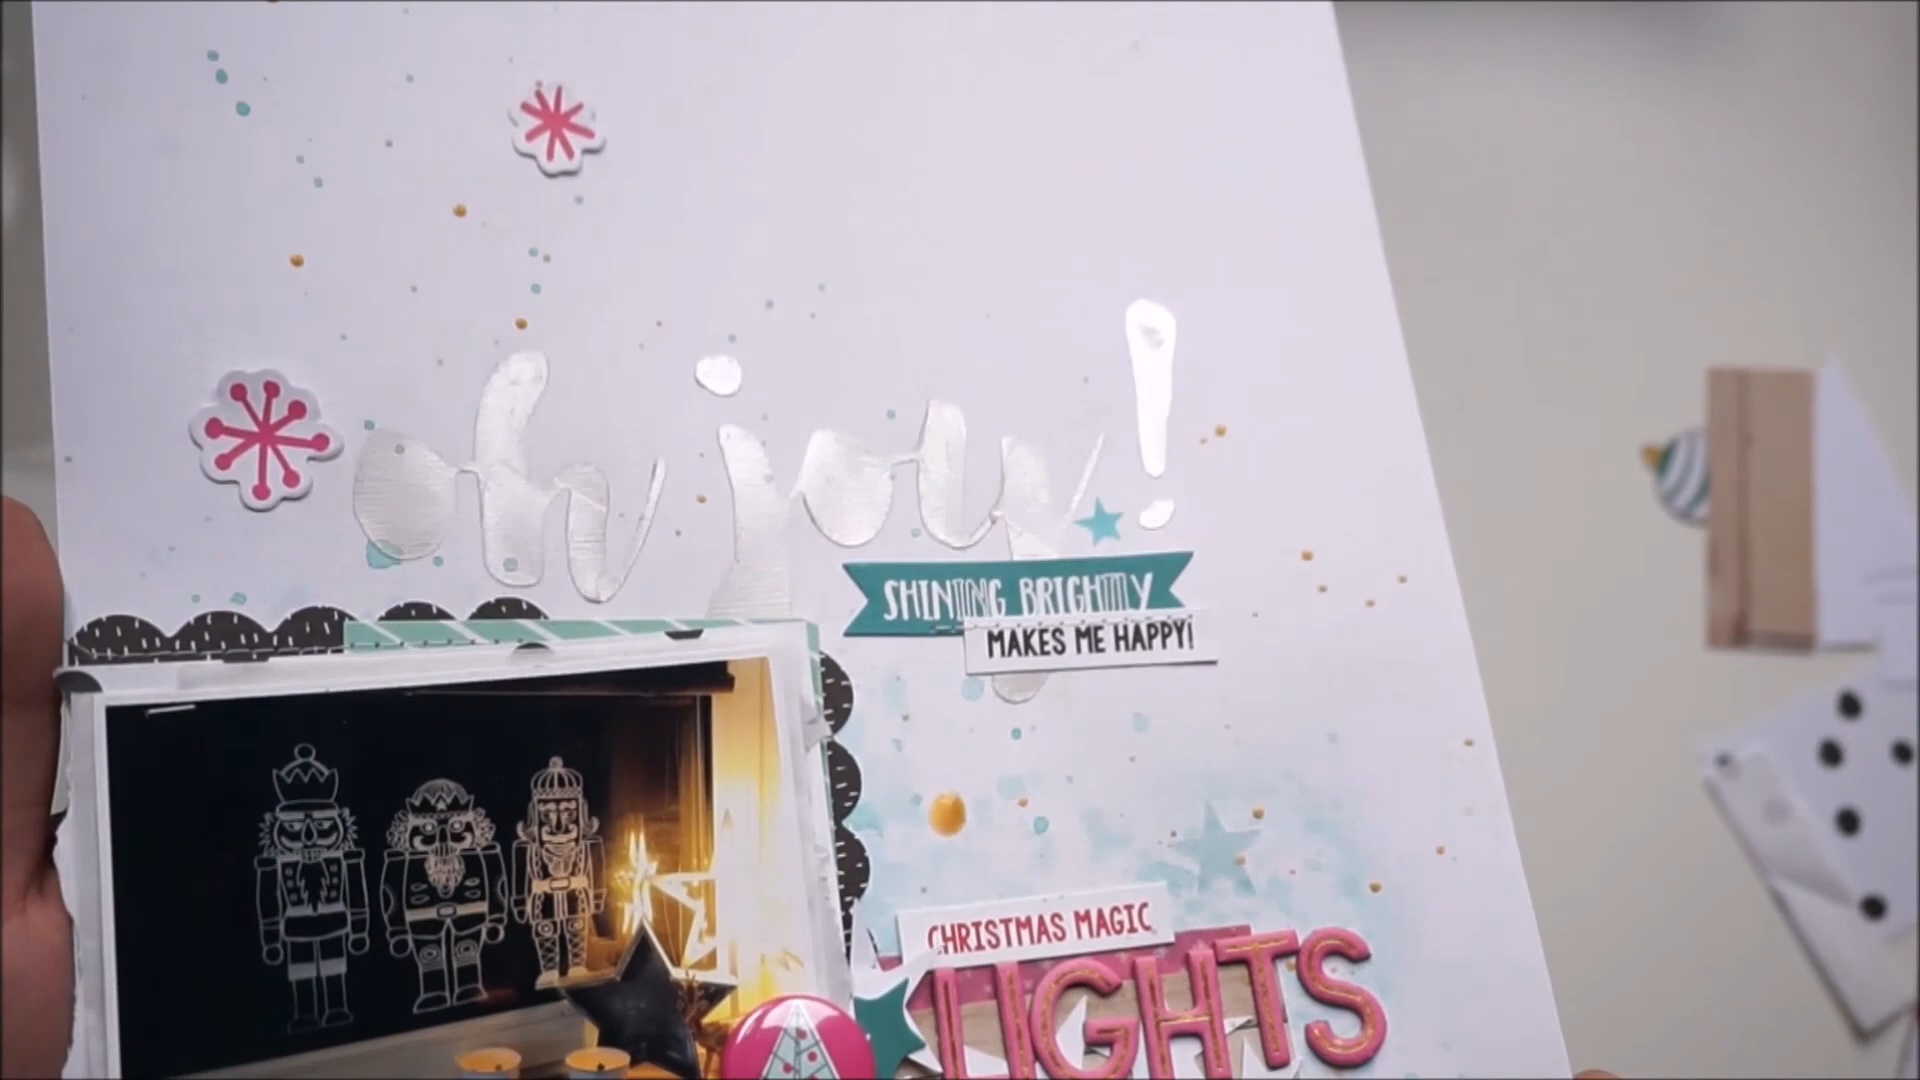 oh joy!
SHINING BRIGHTLY
MAKES ME HAPPY!
CHRISTMAS MAGIC
LIGHTS